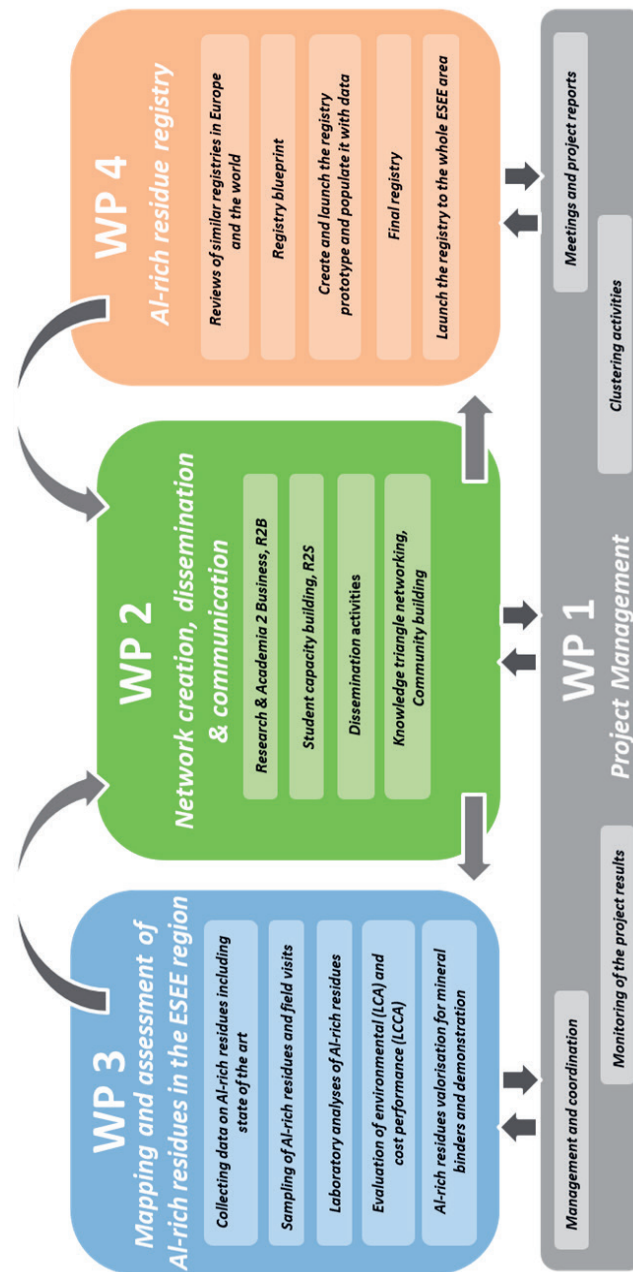 WP 3
Mapping and assessment of
Al-rich residues in the ESEE region
Collecting data on Al-rich residues including
state of the art
Sampling of Al-rich residues and field visits
Laboratory analyses of Al-rich residues
Evaluation of environmental (LCA) and
cost performance (LCCA)
Al-rich residues valorisation for mineral
binders and demonstration
WP 2
Network creation, dissemination
& communication
Research & Academia 2 Business, R2B
Student capacity building, R2S
Dissemination activities
Knowledge triangle networking,
Community building
WP 4
Al-rich residue registry
Reviews of similar registries in Europe
and the world
Registry blueprint
Create and launch the registry
prototype and populate it with data
Final registry
Launch the registry to the whole ESEE area
Management and coordination
Monitoring of the project results
WP 1
Project Management
Clustering activities
Meetings and project reports